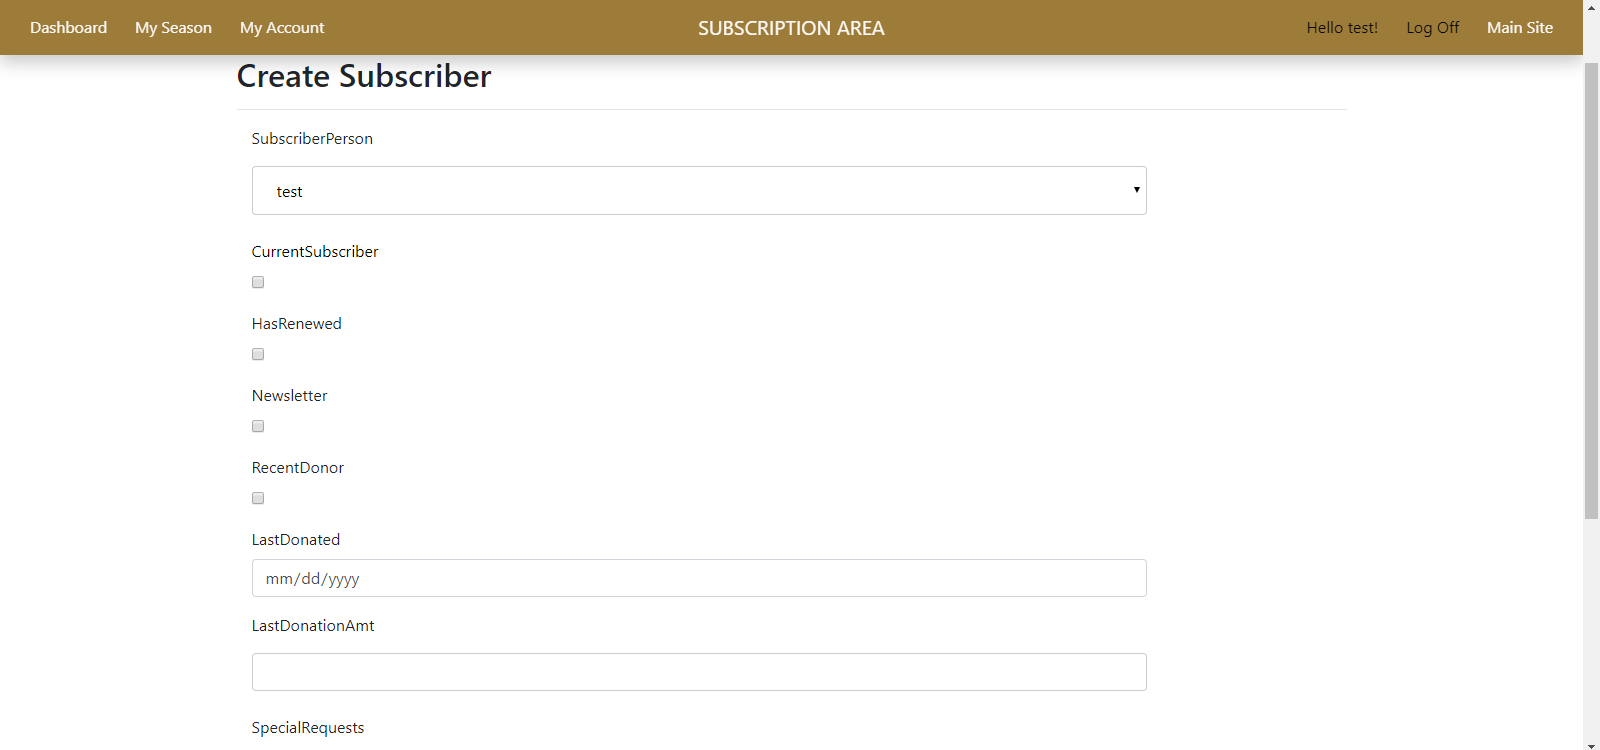 Dashboard My Season My Account SUBSCRIPTION AREA Hello test! Log Off Main Site
Create Subscriber
SubscriberPerson
test
CurrentSubscriber
HasRenewed
Newsletter
RecentDonor
LastDonated
mm/dd/yyyy
LastDonationAmt
SpecialRequests